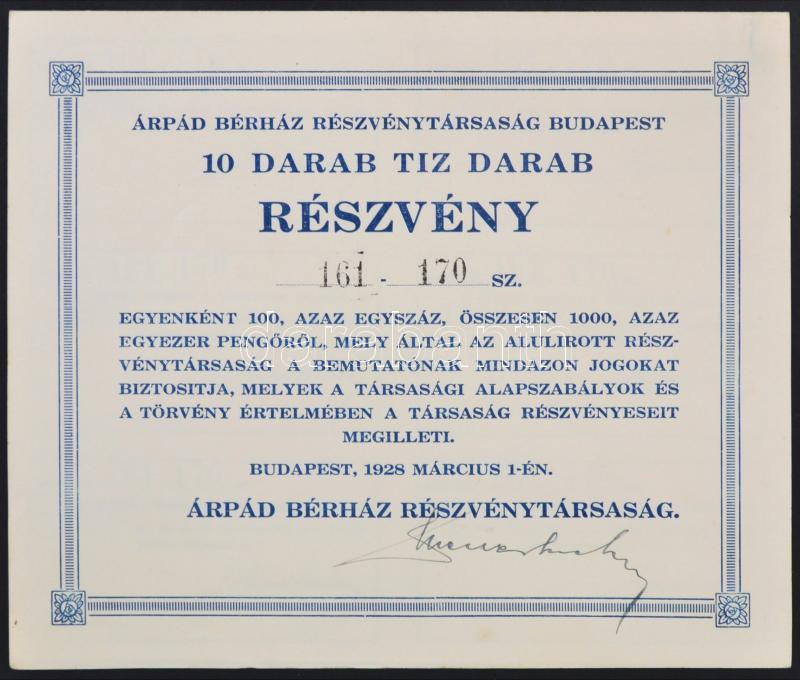 ÁRPÁD BÉRHÁZ RÉSZVÉNYTÁRSASÁG BUDAPEST
10 DARAB TIZ DARAB
RÉSZVÉNY
161 - 170 SZ.
EGYENKÉNT 100, AZAZ EGYSZÁZ, ÖSSZESEN 1000, AZAZ
EGYEZER PENGŐRŐL, MELY ÁLTAL AZ ALULIROTT RÉSZ-
VÉNYTÁRSASÁG A BEMUTATÓNAK MINDAZON JOGOKAT
BIZTOSITJA, MELYEK A TÁRSASÁGI ALAPSZABÁLYOK ÉS
A TÖRVÉNY ÉRTELMÉBEN A TÁRSASÁG RÉSZVÉNYESEIT
MEGILLETI.
BUDAPEST, 1928 MÁRCIUS 1-ÉN.
ÁRPÁD BÉRHÁZ RÉSZVÉNYTÁRSASÁG.
darabanth